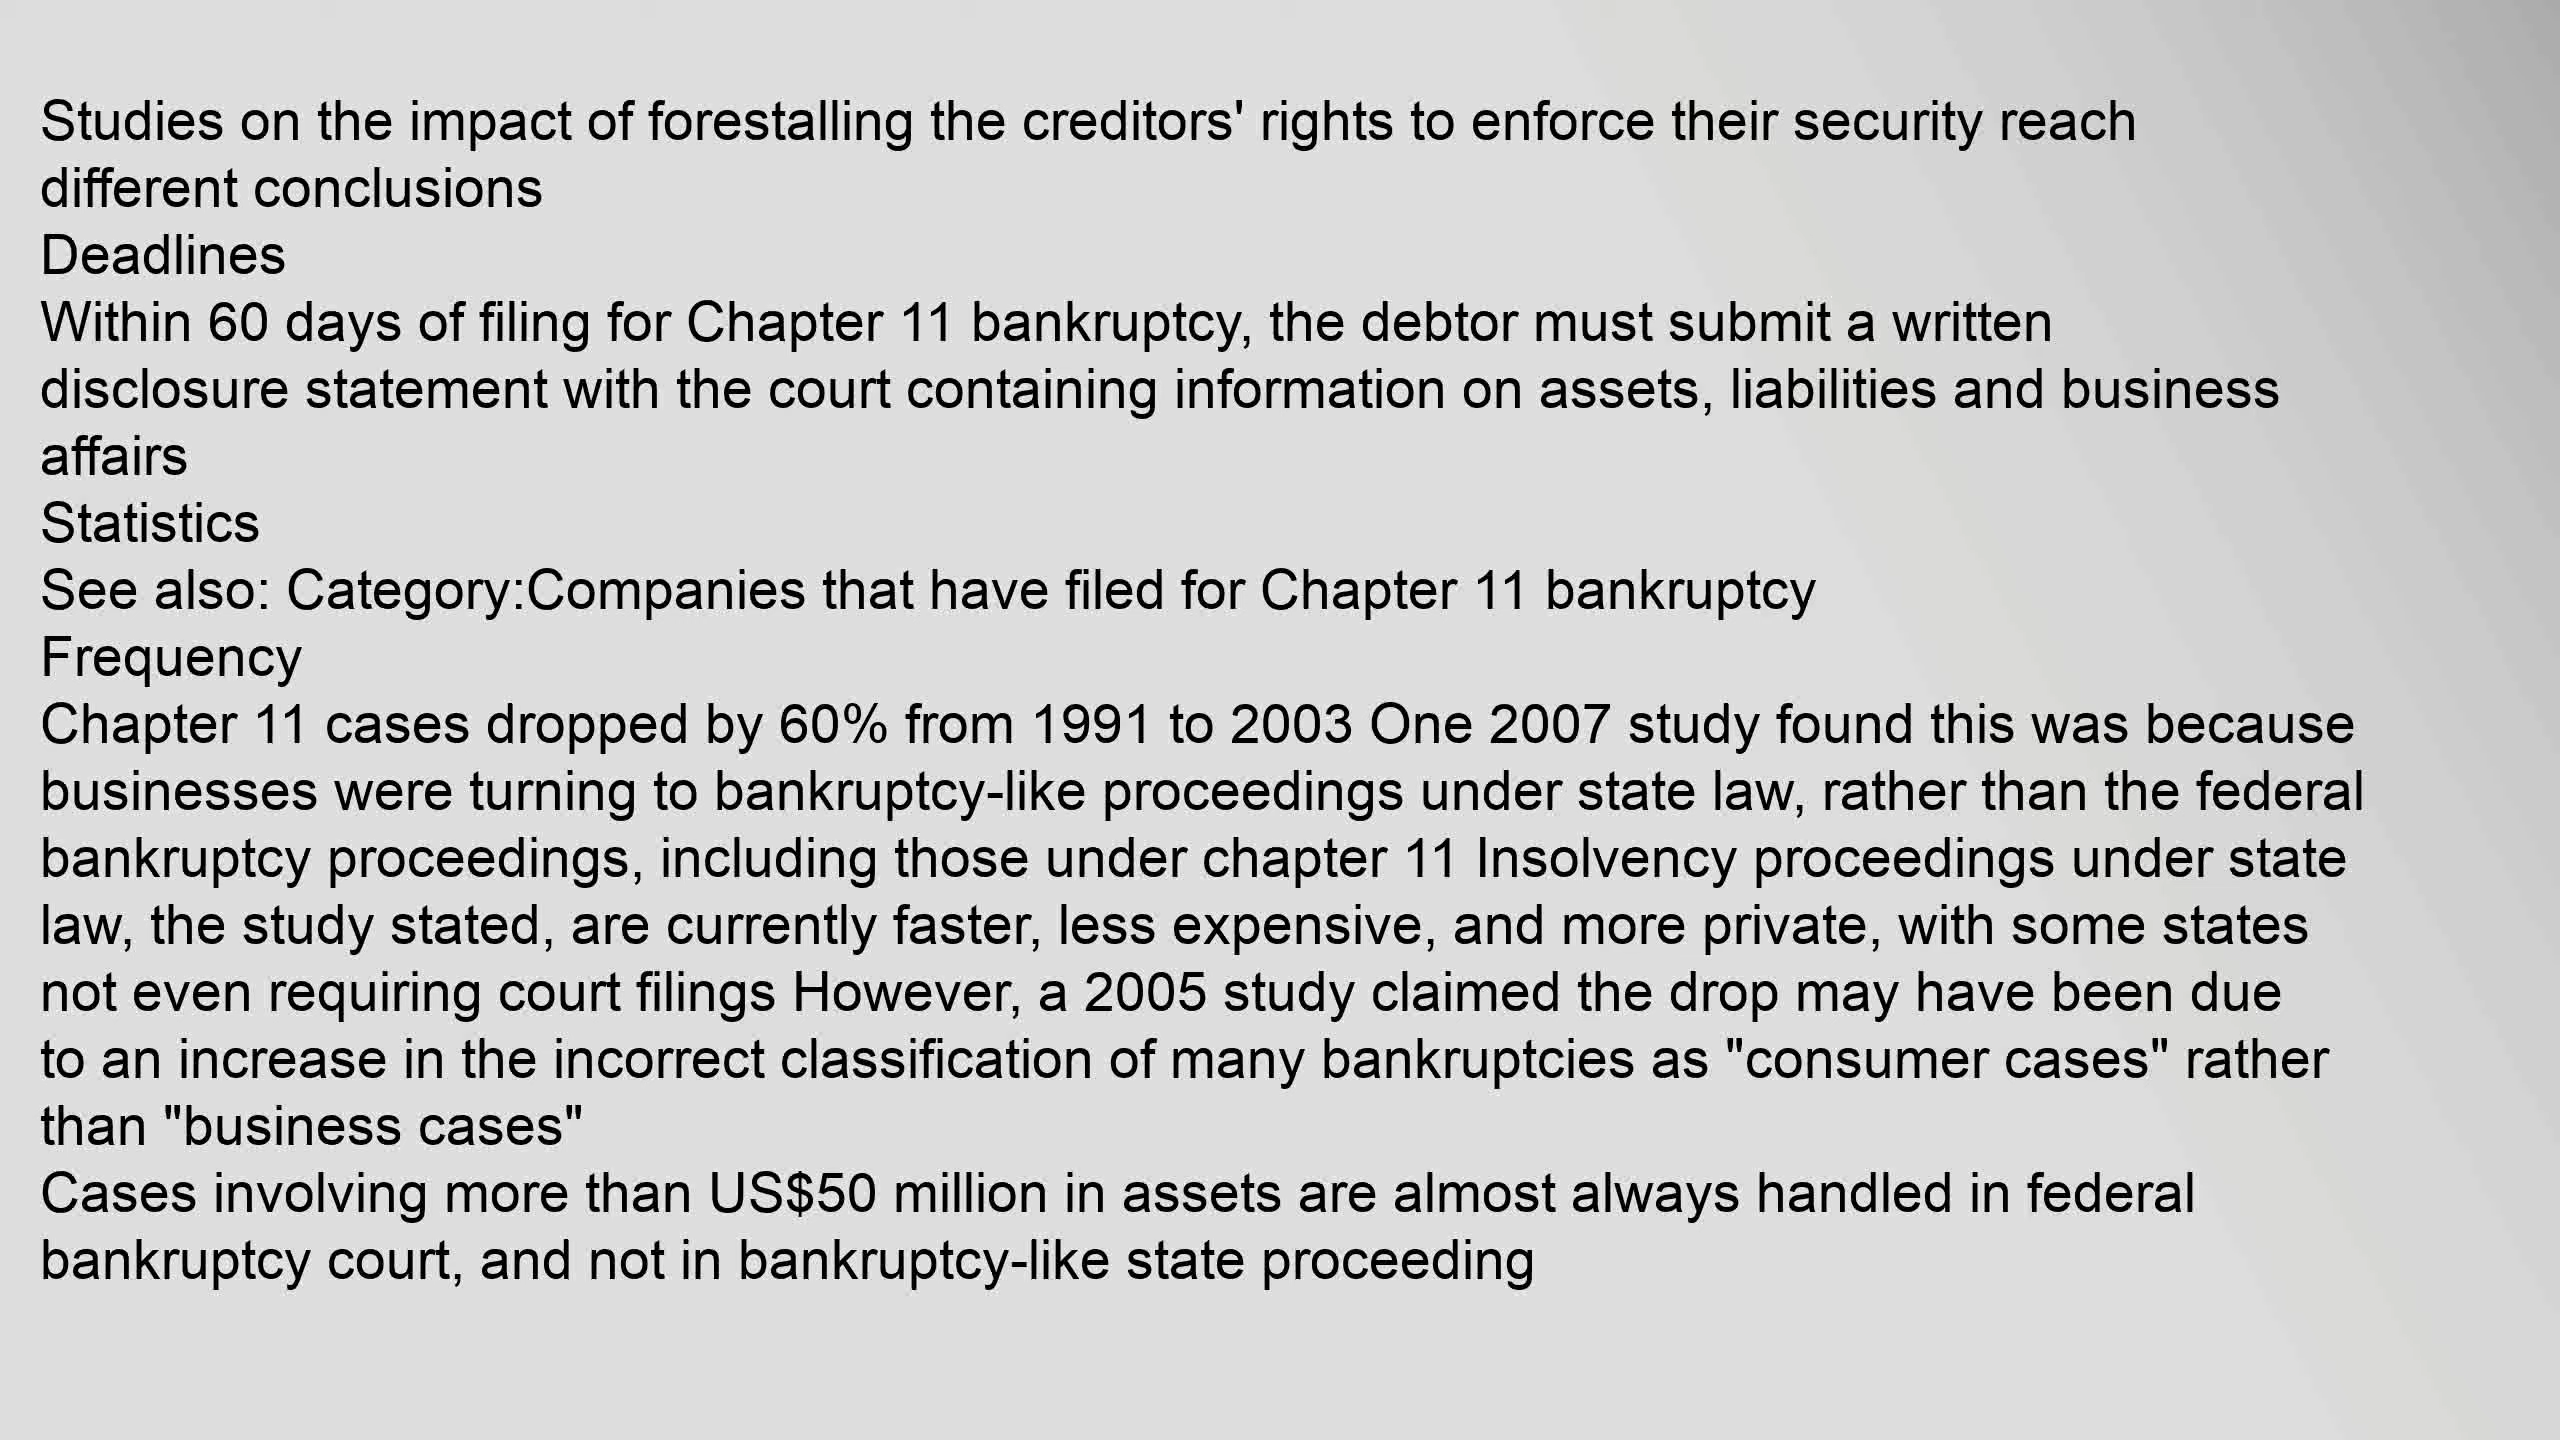 Studies on the impact of forestalling the creditors' rights to enforce their security reach
different conclusions
Deadlines
Within 60 days of filing for Chapter 11 bankruptcy, the debtor must submit a written
disclosure statement with the court containing information on assets, liabilities and business
affairs
Statistics
See also: Category:Companies that have filed for Chapter 11 bankruptcy
Frequency
Chapter 11 cases dropped by 60% from 1991 to 2003 One 2007 study found this was because
businesses were turning to bankruptcy-like proceedings under state law, rather than the federal
bankruptcy proceedings, including those under chapter 11 Insolvency proceedings under state
law, the study stated, are currently faster, less expensive, and more private, with some states
not even requiring court filings However, a 2005 study claimed the drop may have been due
to an increase in the incorrect classification of many bankruptcies as "consumer cases" rather
than "business cases"
Cases involving more than US$50 million in assets are almost always handled in federal
bankruptcy court, and not in bankruptcy-like state proceeding